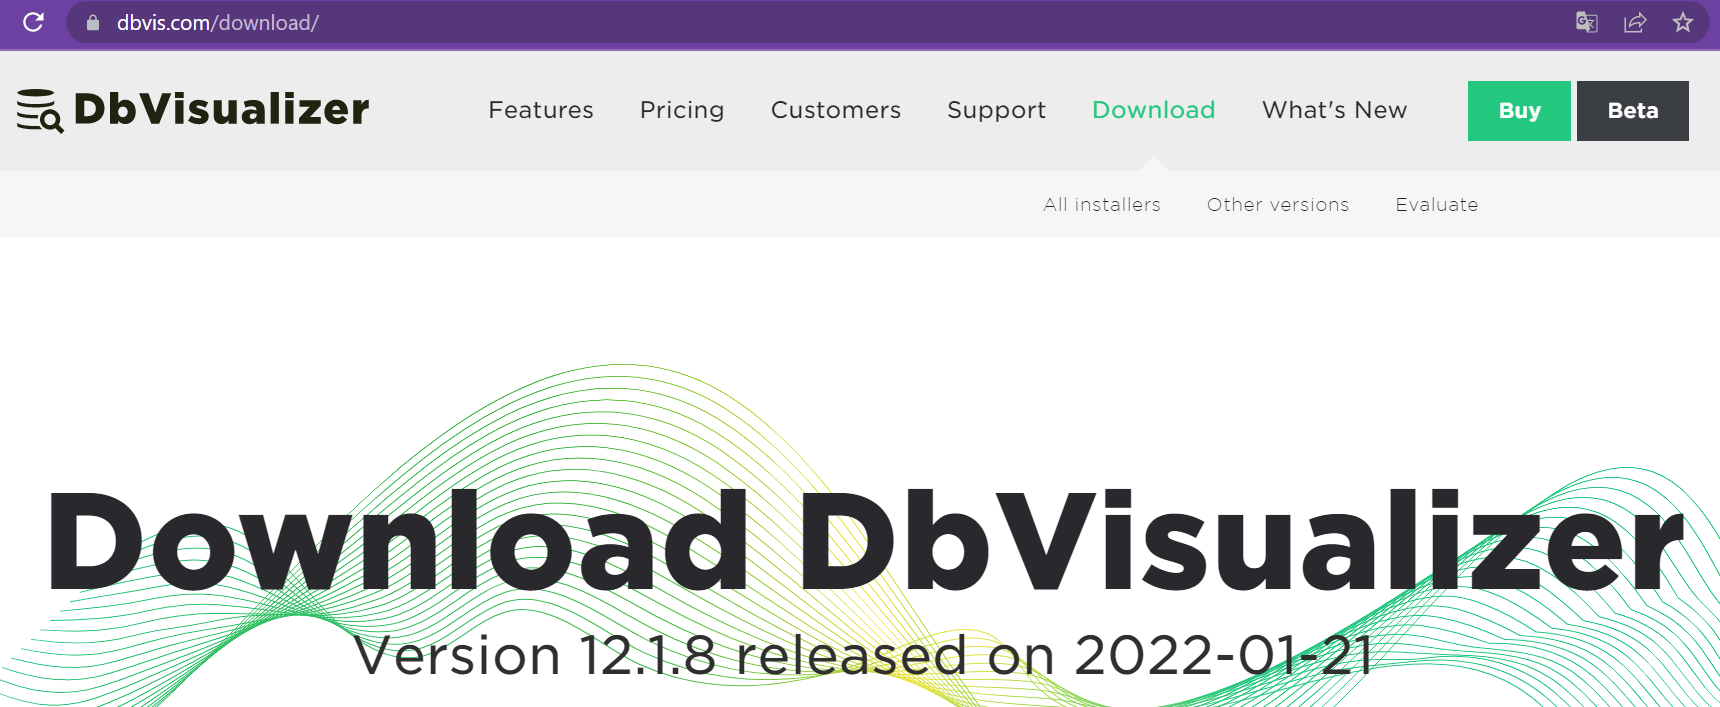 dbvis.com/download/
DbVisualizer Features Pricing Customers Support Download What's New Buy Beta
All installers Other versions Evaluate
Download DbVisualizer
Version 12.1.8 released on 2022-01-21